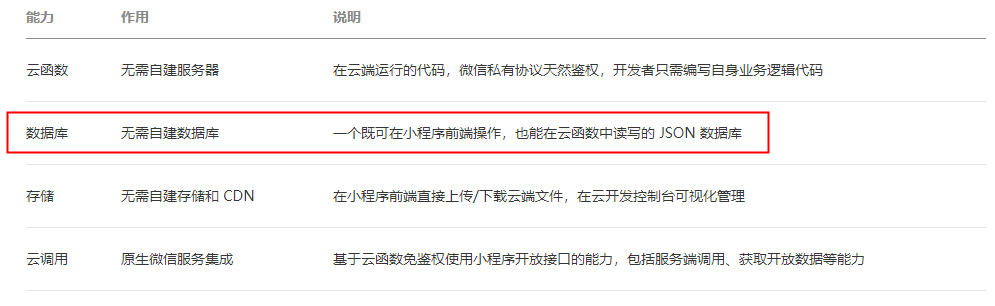 能力 作用 说明
云函数 无需自建服务器 在云端运行的代码，微信私有协议天然鉴权，开发者只需编写自身业务逻辑代码
数据库 无需自建数据库 一个既可在小程序前端操作，也能在云函数中读写的 JSON 数据库
存储 无需自建存储和 CDN 在小程序前端直接上传/下载云端文件，在云开发控制台可视化管理
云调用 原生微信服务集成 基于云函数免鉴权使用小程序开放接口的能力，包括服务端调用、获取开放数据等能力